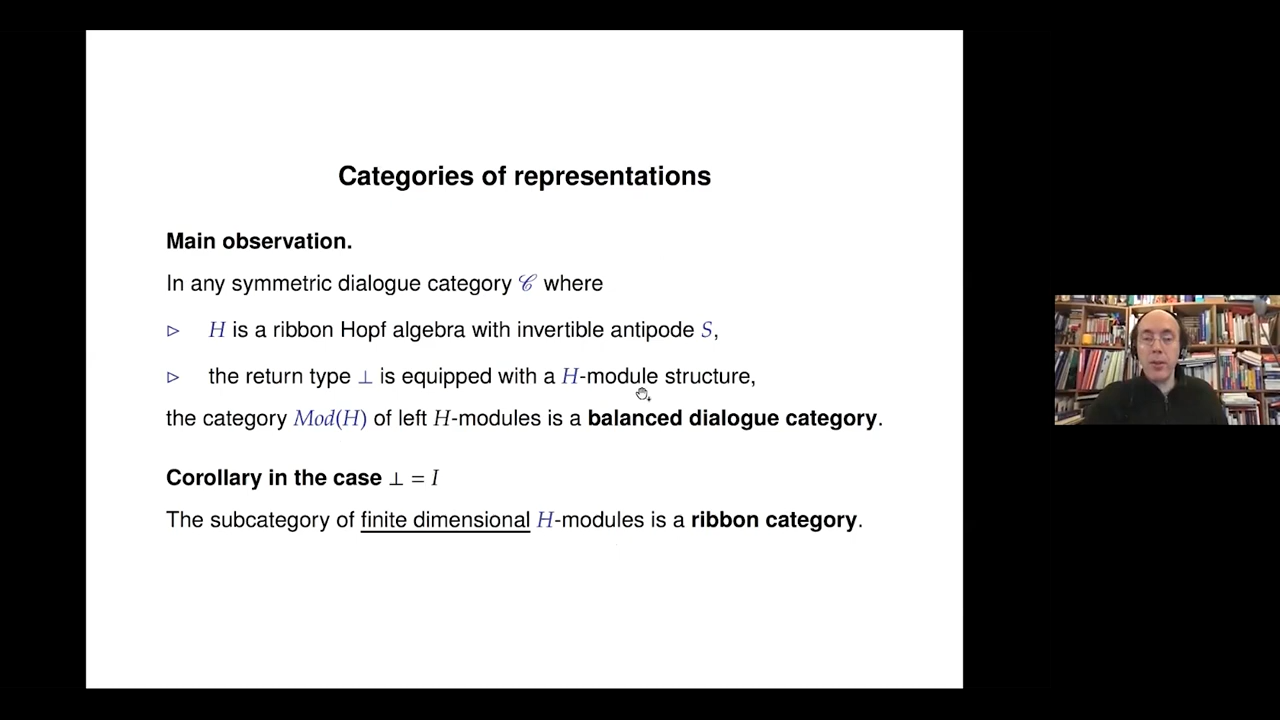 Categories of representations
Main observation.
In any symmetric dialogue category 𝒞 where
▷ H is a ribbon Hopf algebra with invertible antipode S,
▷ the return type ⊥ is equipped with a H-module structure,
the category Mod(H) of left H-modules is a balanced dialogue category.
Corollary in the case ⊥ = I
The subcategory of finite dimensional H-modules is a ribbon category.